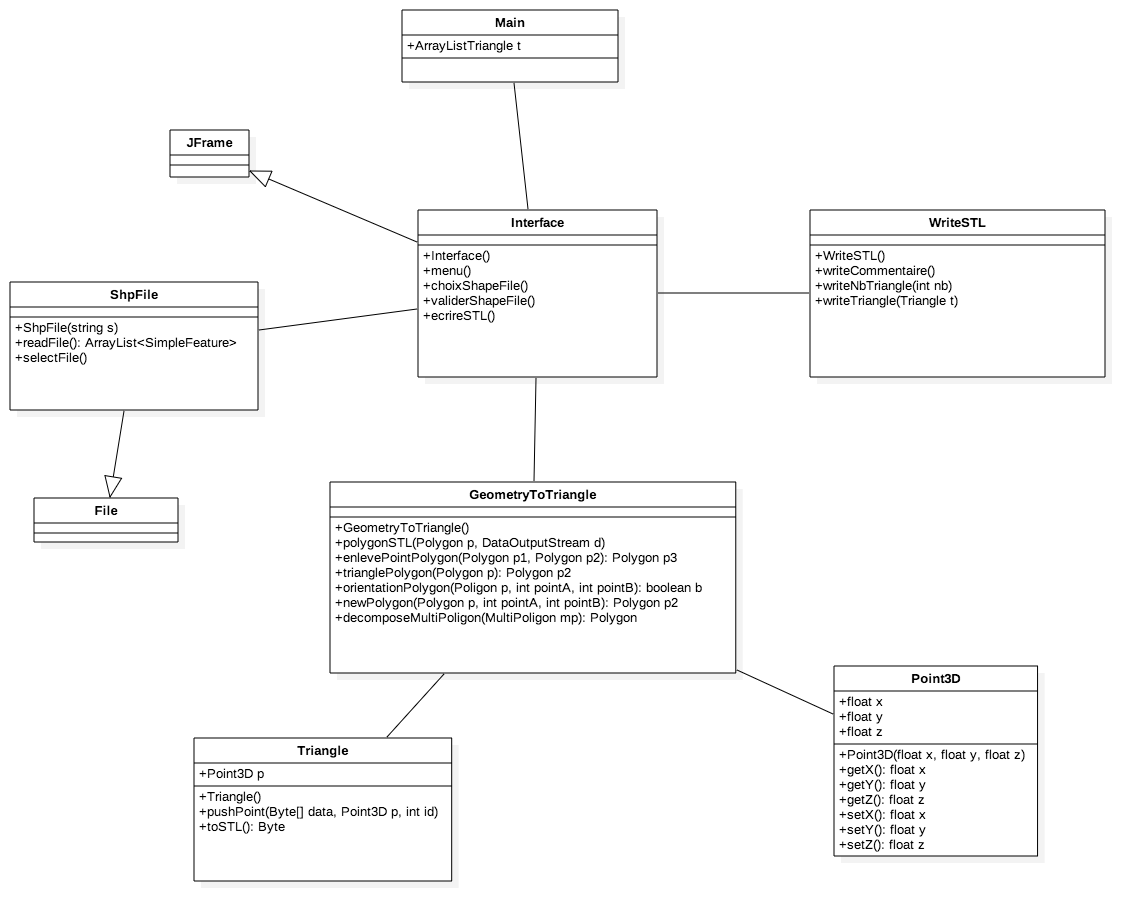 Main
+ArrayListTriangle t
JFrame
Interface
+Interface()
+menu()
+choixShapeFile()
+validerShapeFile()
+ecrireSTL()
WriteSTL
+WriteSTL()
+writeCommentaire()
+writeNbTriangle(int nb)
+writeTriangle(Triangle t)
ShpFile
+ShpFile(string s)
+readFile(): ArrayList<SimpleFeature>
+selectFile()
File
GeometryToTriangle
+GeometryToTriangle()
+polygonSTL(Polygon p, DataOutputStream d)
+enlevePointPolygon(Polygon p1, Polygon p2): Polygon p3
+trianglePolygon(Polygon p): Polygon p2
+orientationPolygon(Poligon p, int pointA, int pointB): boolean b
+newPolygon(Polygon p, int pointA, int pointB): Polygon p2
+decomposeMultiPoligon(MultiPoligon mp): Polygon
Point3D
+float x
+float y
+float z
+Point3D(float x, float y, float z)
+getX(): float x
+getY(): float y
+getZ(): float z
+setX(): float x
+setY(): float y
+setZ(): float z
Triangle
+Point3D p
+Triangle()
+pushPoint(Byte[] data, Point3D p, int id)
+toSTL(): Byte